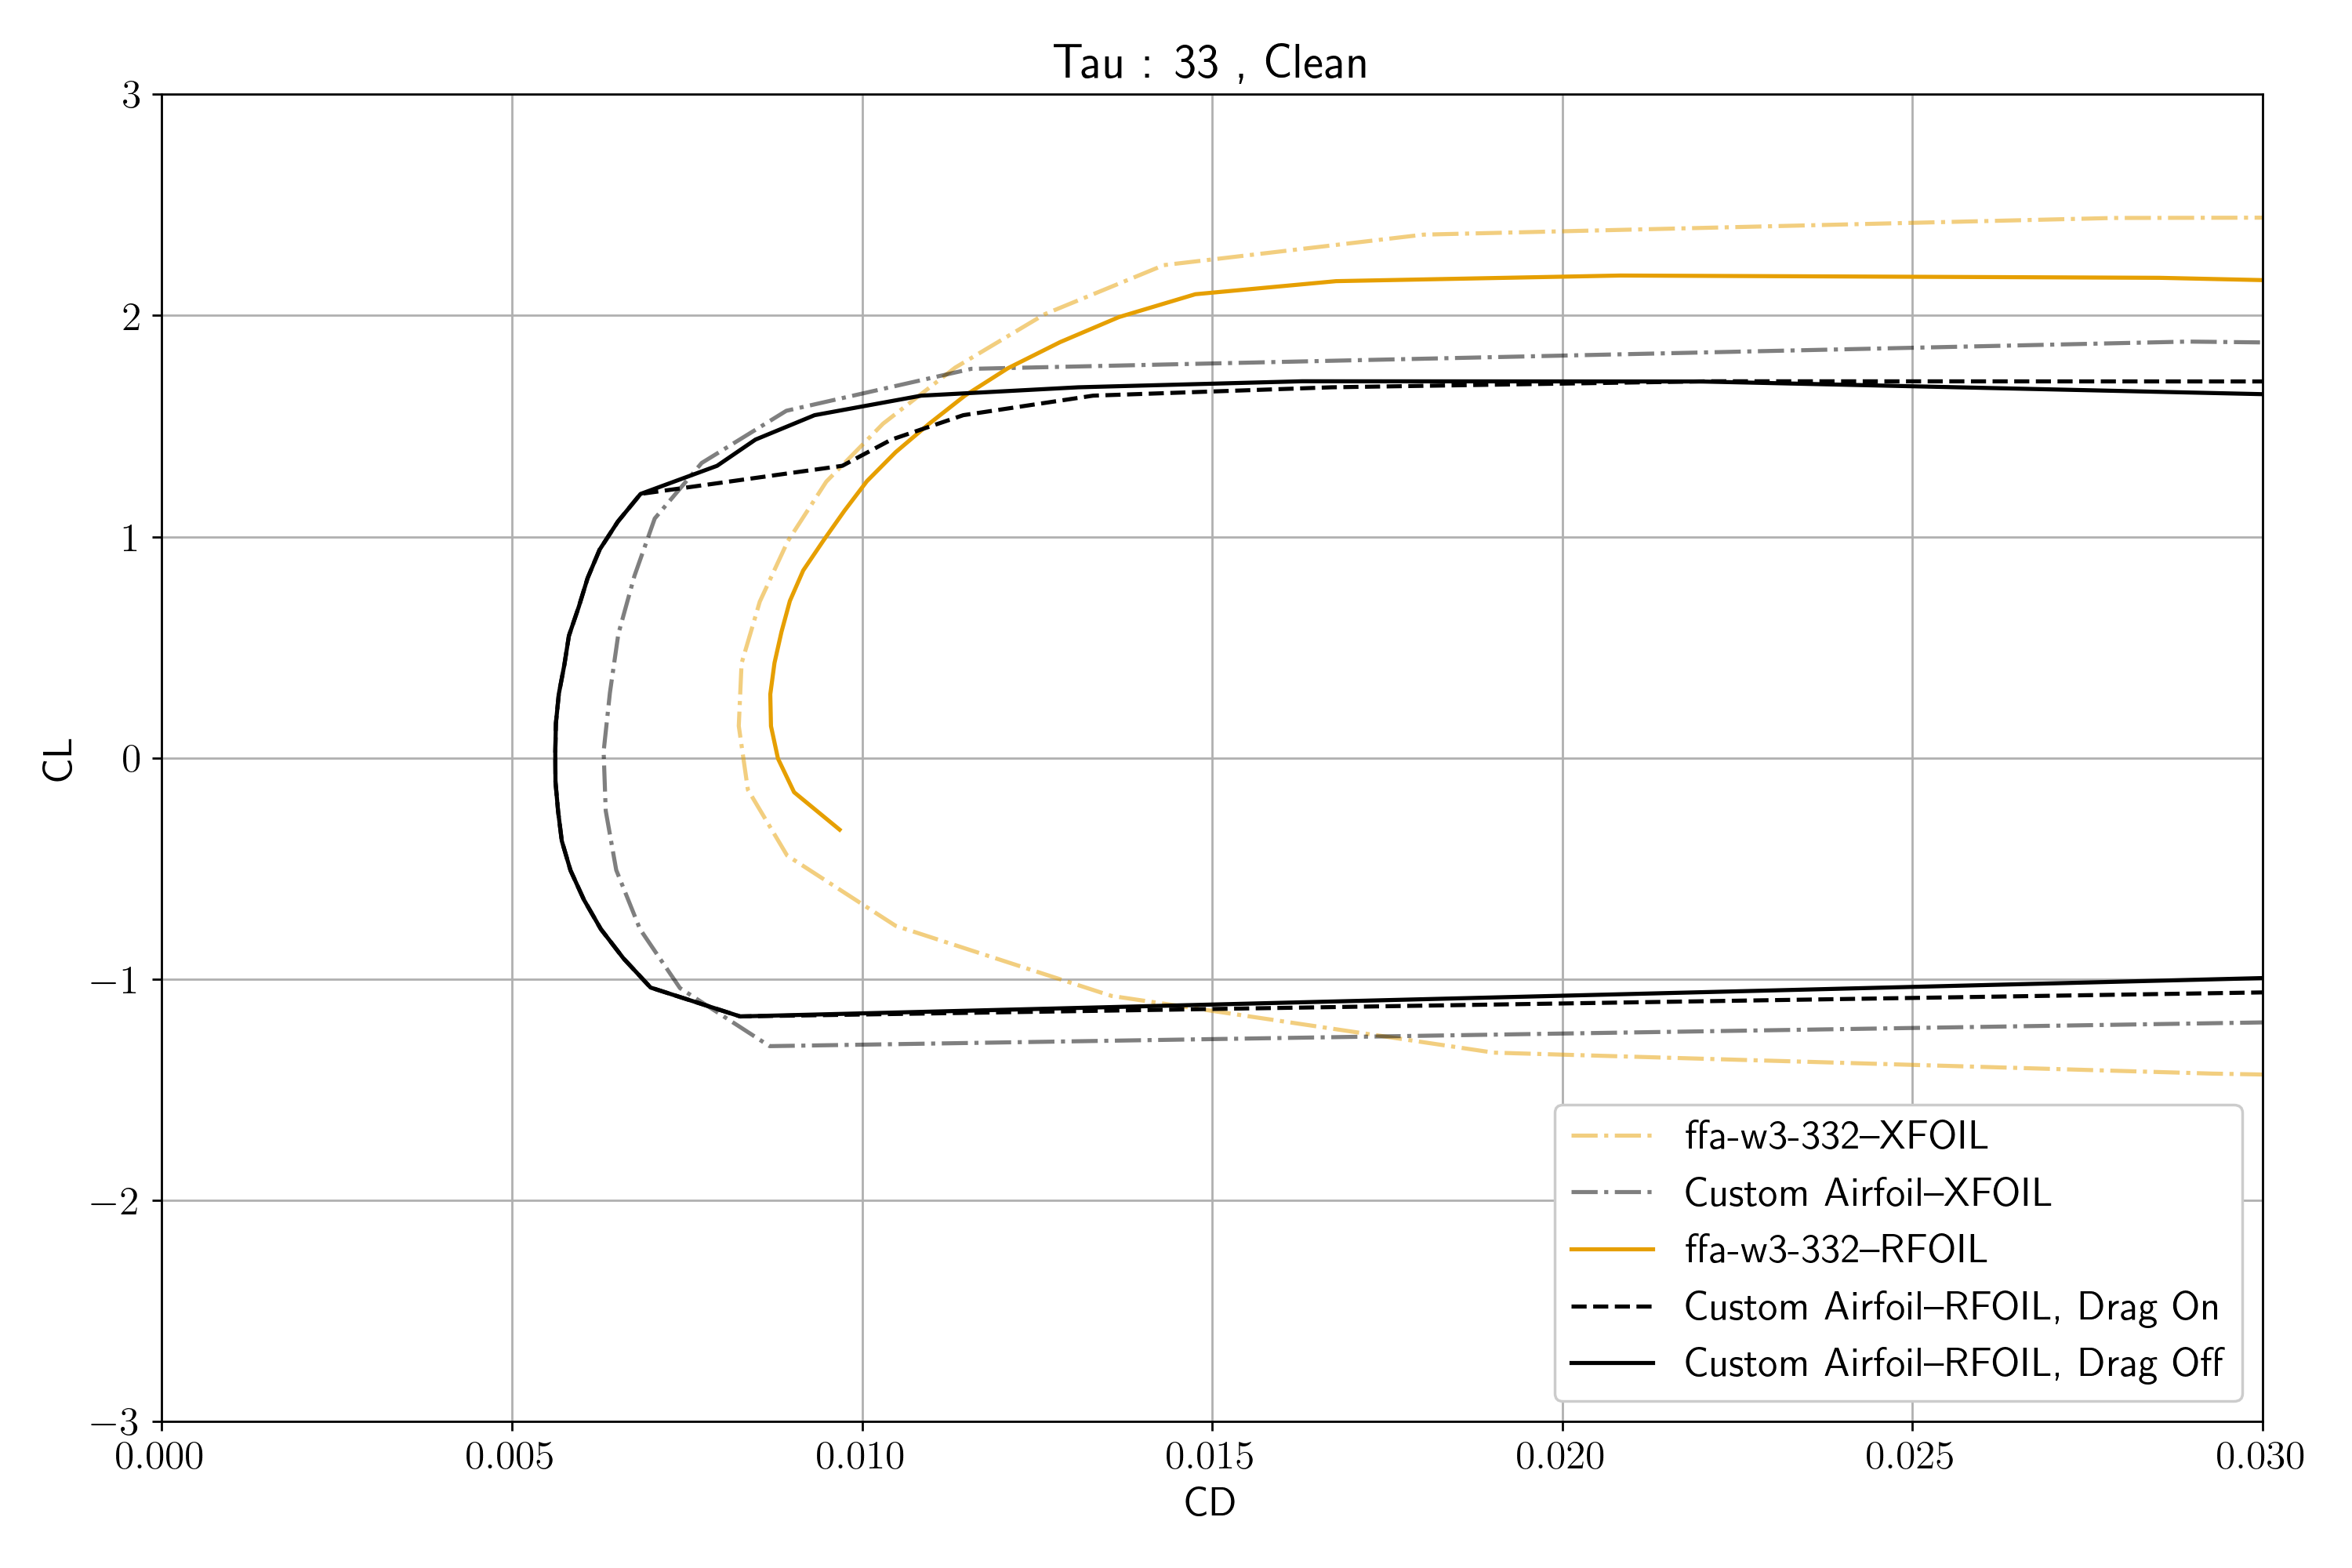 Tau : 33 , Clean
3
2
1
0
−1
−2
−3
CL
0.000 0.005 0.010 0.015 0.020 0.025 0.030
CD
ffa-w3-332–XFOIL
Custom Airfoil–XFOIL
ffa-w3-332–RFOIL
Custom Airfoil–RFOIL, Drag On
Custom Airfoil–RFOIL, Drag Off